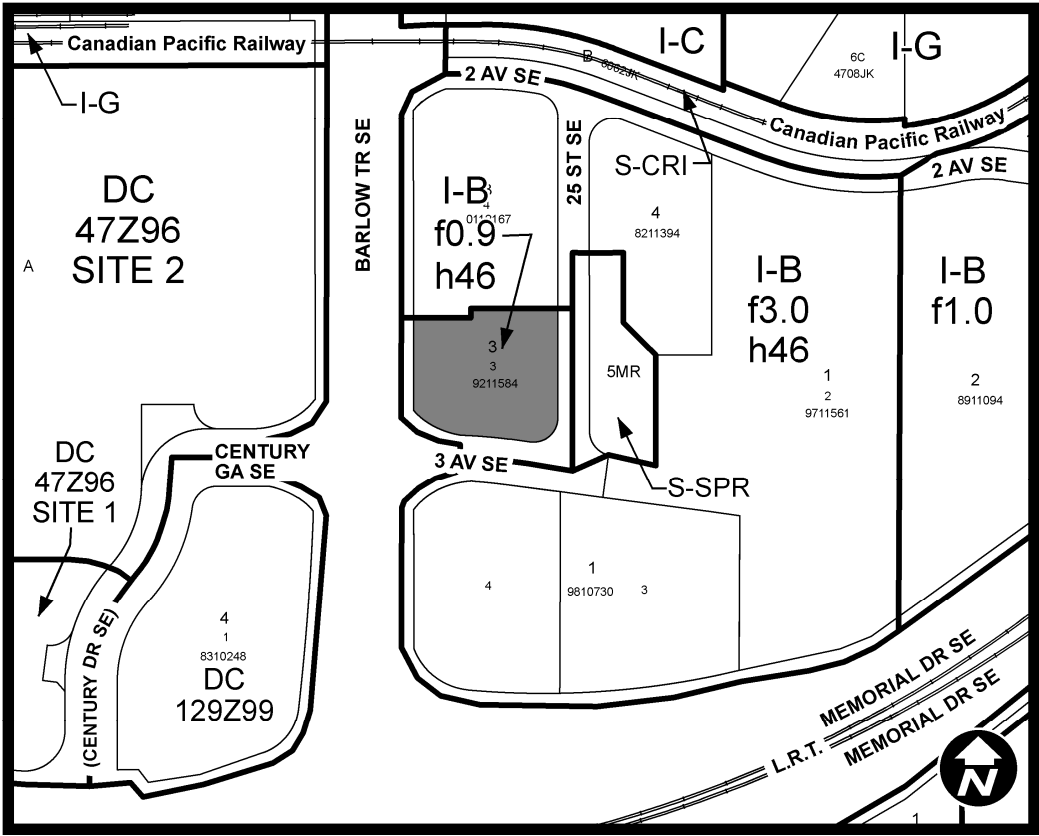 Canadian Pacific Railway
I-G
2 AV SE
B
6062JK
I-C
6C
4708JK
I-G
Canadian Pacific Railway
2 AV SE
S-CRI
DC
47Z96
SITE 2
A
BARLOW TR SE
25 ST SE
I-B
f0.9
h46
4
0112167
4
8211394
I-B
f3.0
h46
I-B
f1.0
3
3
9211584
5MR
1
2
9711561
2
8911094
3 AV SE
S-SPR
CENTURY
GA SE
DC
47Z96
SITE 1
(CENTURY DR SE)
4
1
8310248
DC
129Z99
4
1
9810730
3
MEMORIAL DR SE
MEMORIAL DR SE
L.R.T.
N
1